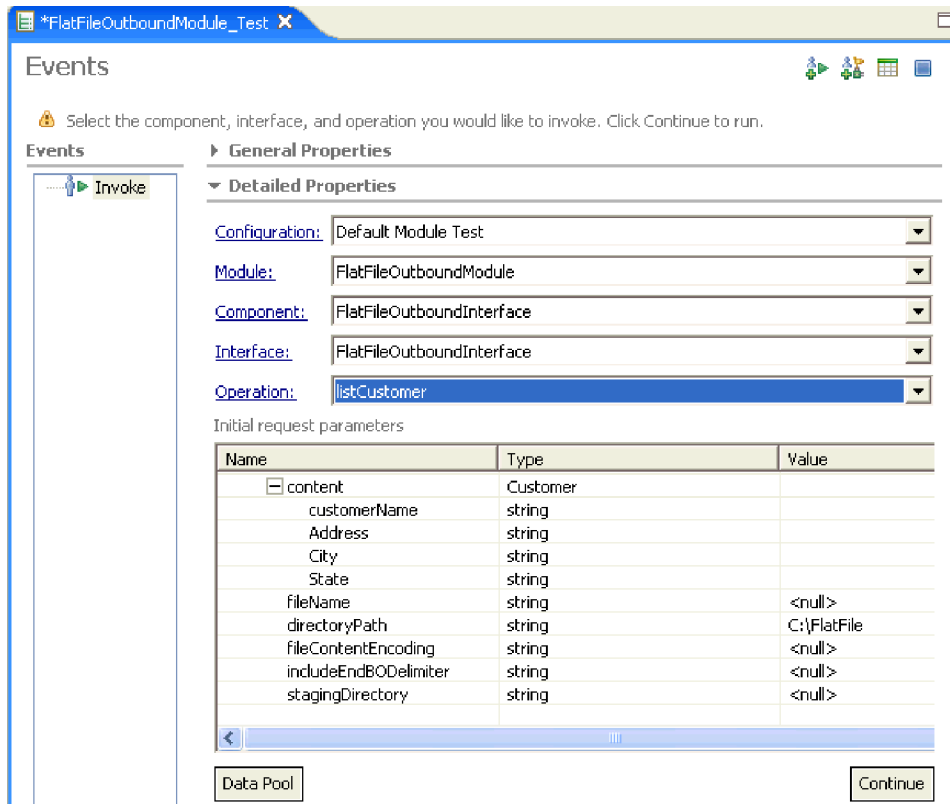 *FlatFileOutboundModule_Test
Events
Select the component, interface, and operation you would like to invoke. Click Continue to run.
Events
General Properties
Invoke
Detailed Properties
Configuration: Default Module Test
Module: FlatFileOutboundModule
Component: FlatFileOutboundInterface
Interface: FlatFileOutboundInterface
Operation: listCustomer
Initial request parameters
Name Type Value
content Customer
customerName string
Address string
City string
State string
fileName string <null>
directoryPath string C:\FlatFile
fileContentEncoding string <null>
includeEndBODelimiter string <null>
stagingDirectory string <null>
Data Pool Continue